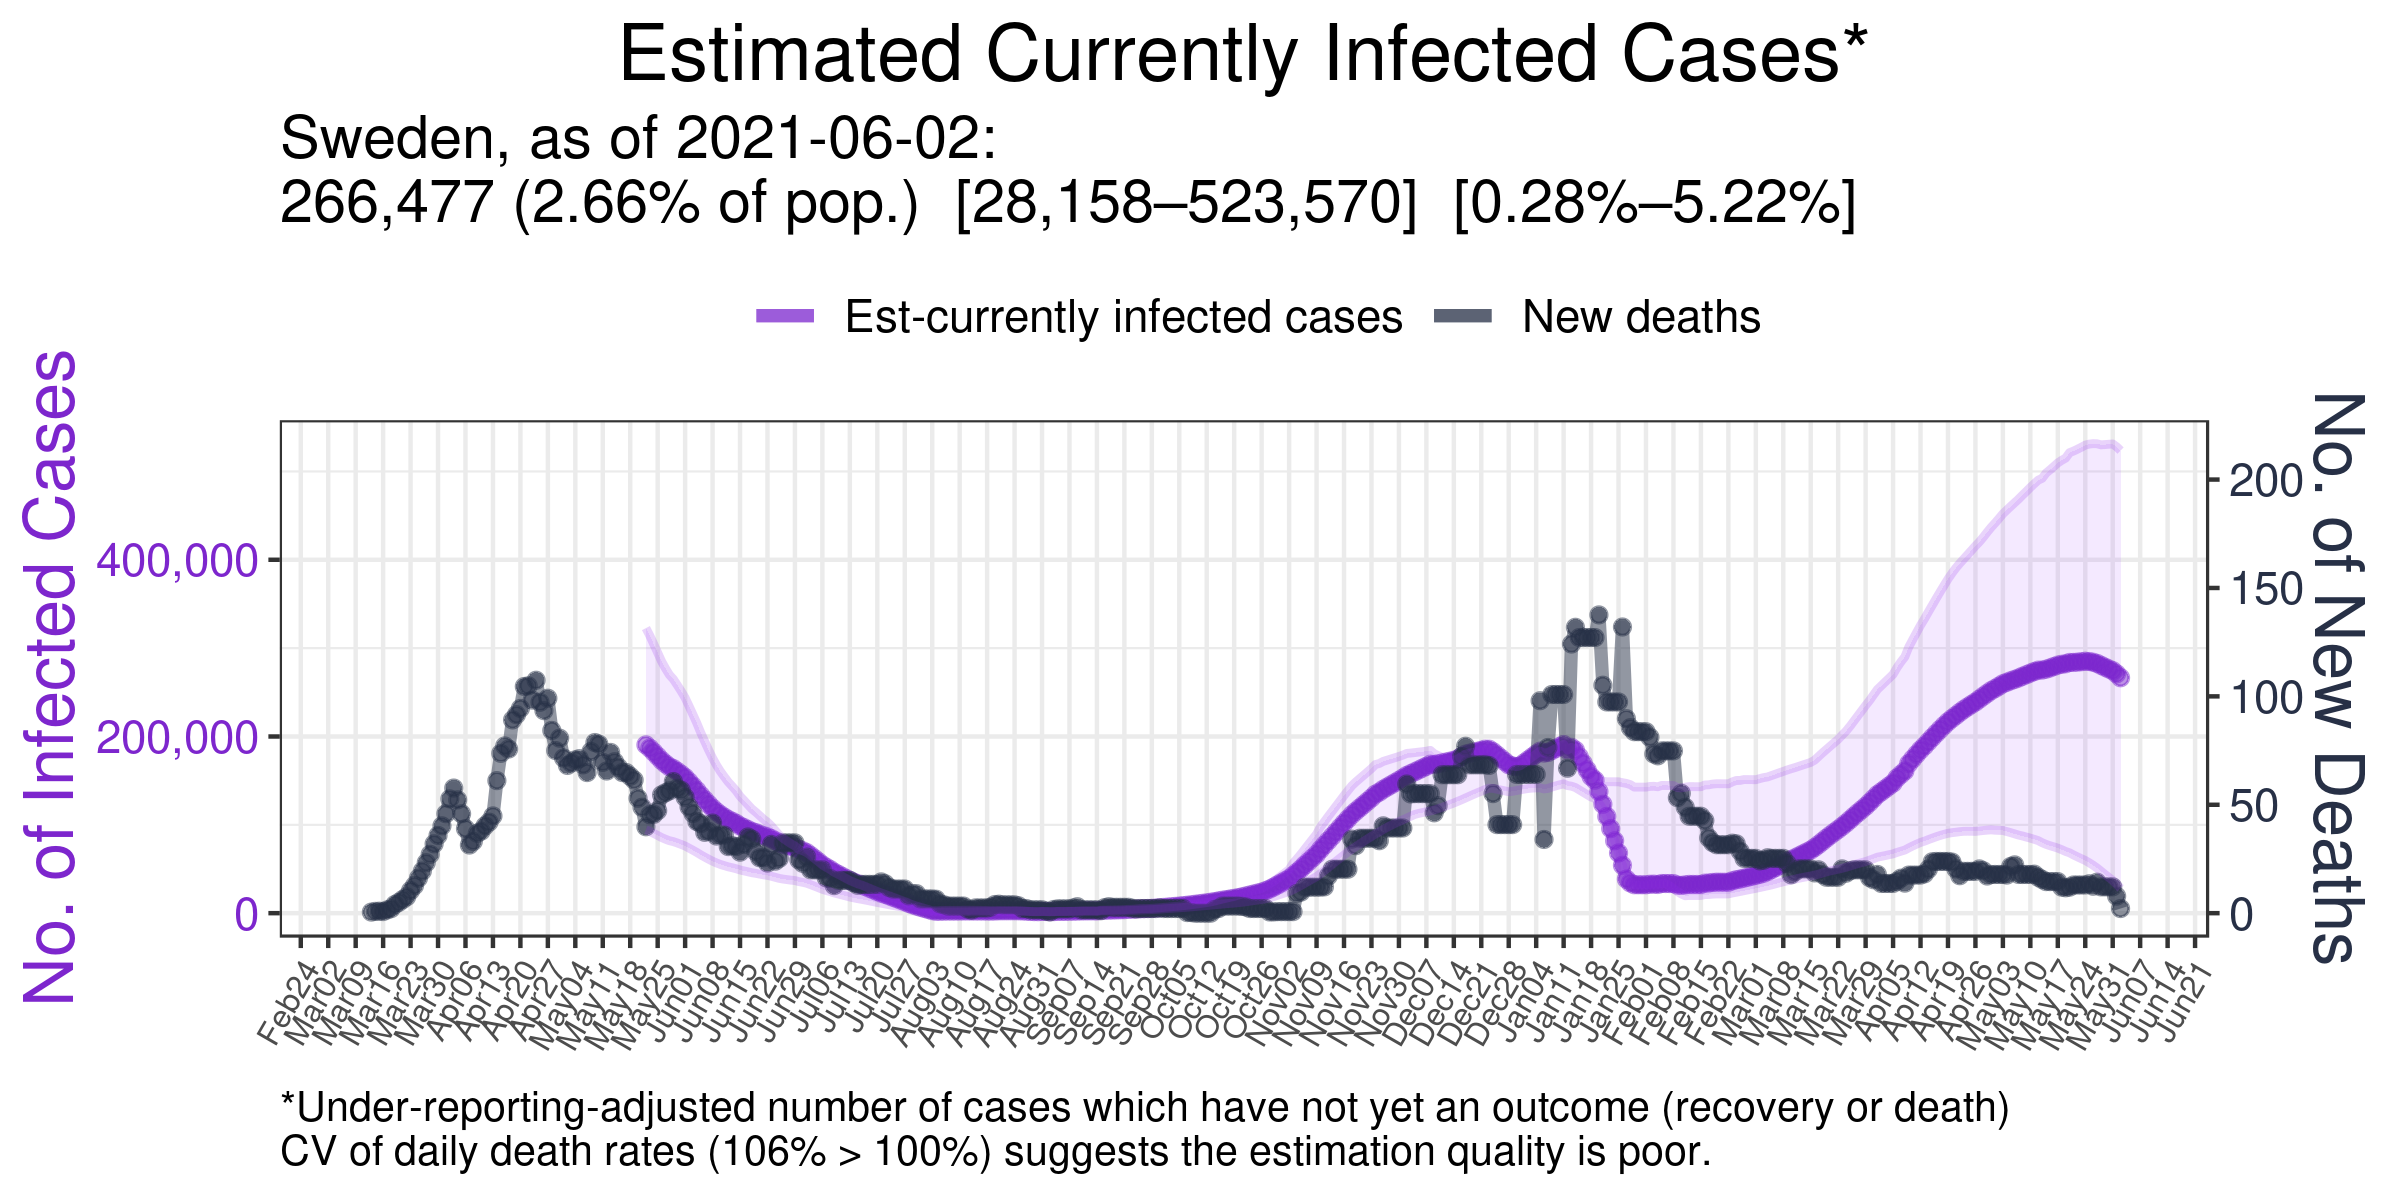 Estimated Currently Infected Cases*
Sweden, as of 2021-06-02:
266,477 (2.66% of pop.)  [28,158–523,570]  [0.28%–5.22%]
Est-currently infected cases
New deaths
No. of Infected Cases
400,000
200,000
0
No. of New Deaths
200
150
100
50
0
Feb24
Mar02
Mar09
Mar16
Mar23
Mar30
Apr06
Apr13
Apr20
Apr27
May04
May11
May18
May25
Jun01
Jun08
Jun15
Jun22
Jun29
Jul06
Jul13
Jul20
Jul27
Aug03
Aug10
Aug17
Aug24
Aug31
Sep07
Sep14
Sep21
Sep28
Oct05
Oct12
Oct19
Oct26
Nov02
Nov09
Nov16
Nov23
Nov30
Dec07
Dec14
Dec21
Dec28
Jan04
Jan11
Jan18
Jan25
Feb01
Feb08
Feb15
Feb22
Mar01
Mar08
Mar15
Mar22
Mar29
Apr05
Apr12
Apr19
Apr26
May03
May10
May17
May24
May31
Jun07
Jun14
Jun21
*Under-reporting-adjusted number of cases which have not yet an outcome (recovery or death)
CV of daily death rates (106% > 100%) suggests the estimation quality is poor.